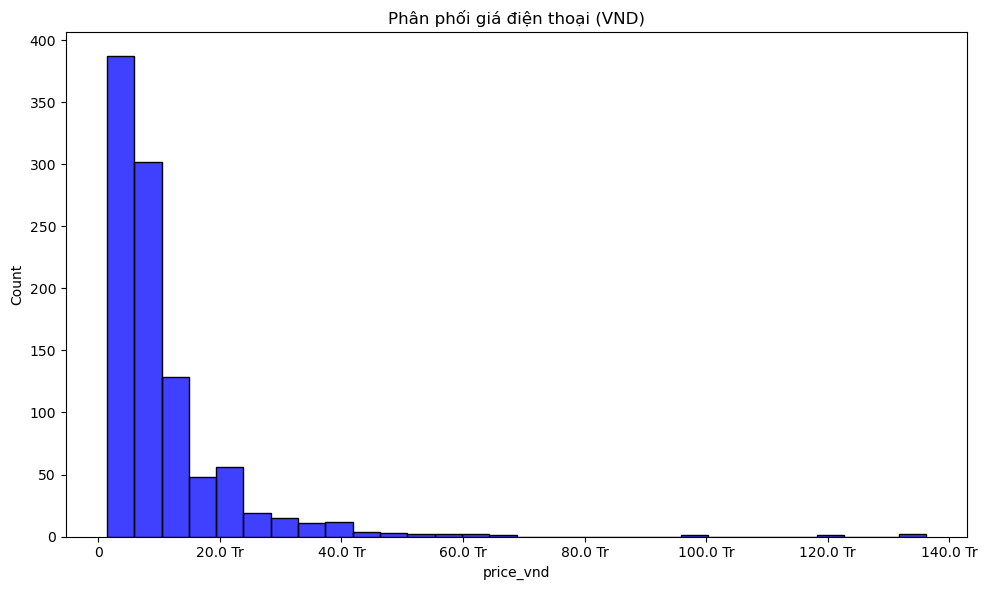 Phân phối giá điện thoại (VND)
400
350
300
250
200
150
100
50
0
Count
0 20.0 Tr 40.0 Tr 60.0 Tr 80.0 Tr 100.0 Tr 120.0 Tr 140.0 Tr
price_vnd